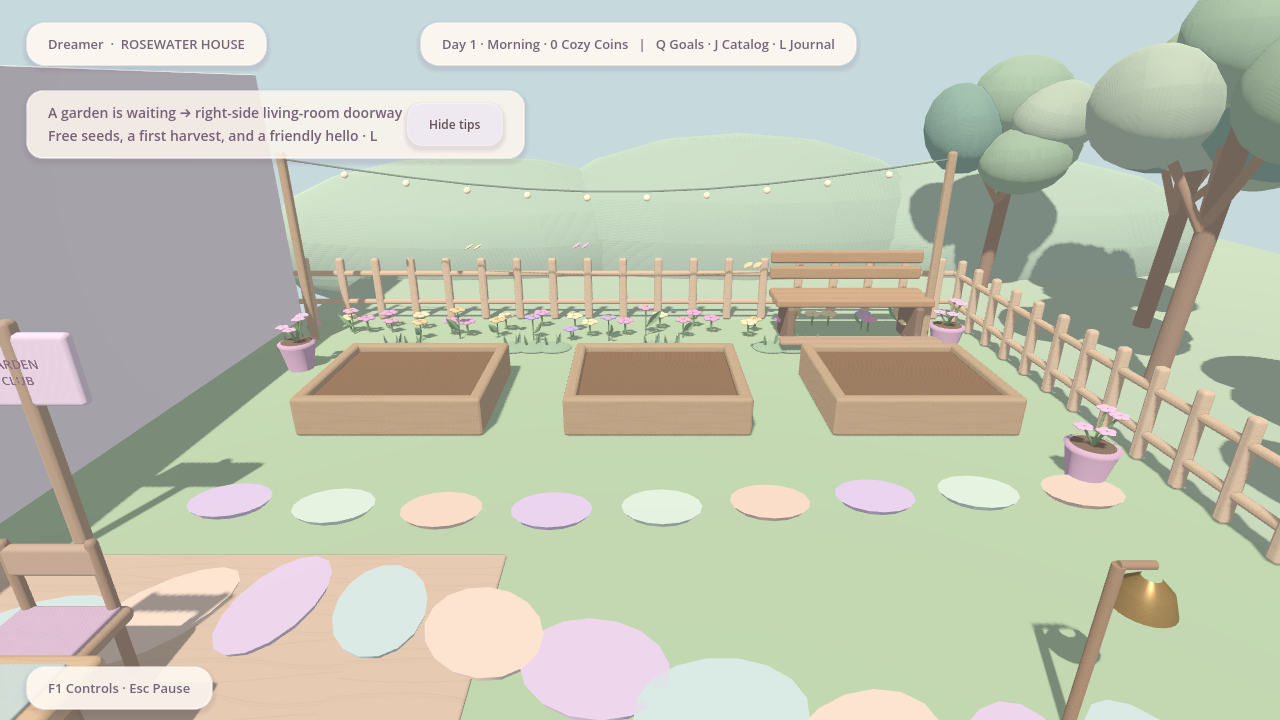 Dreamer · ROSEWATER HOUSE
Day 1 · Morning · 0 Cozy Coins | Q Goals · J Catalog · L Journal
A garden is waiting → right-side living-room doorway
Free seeds, a first harvest, and a friendly hello · L
Hide tips
CLUB
F1 Controls · Esc Pause